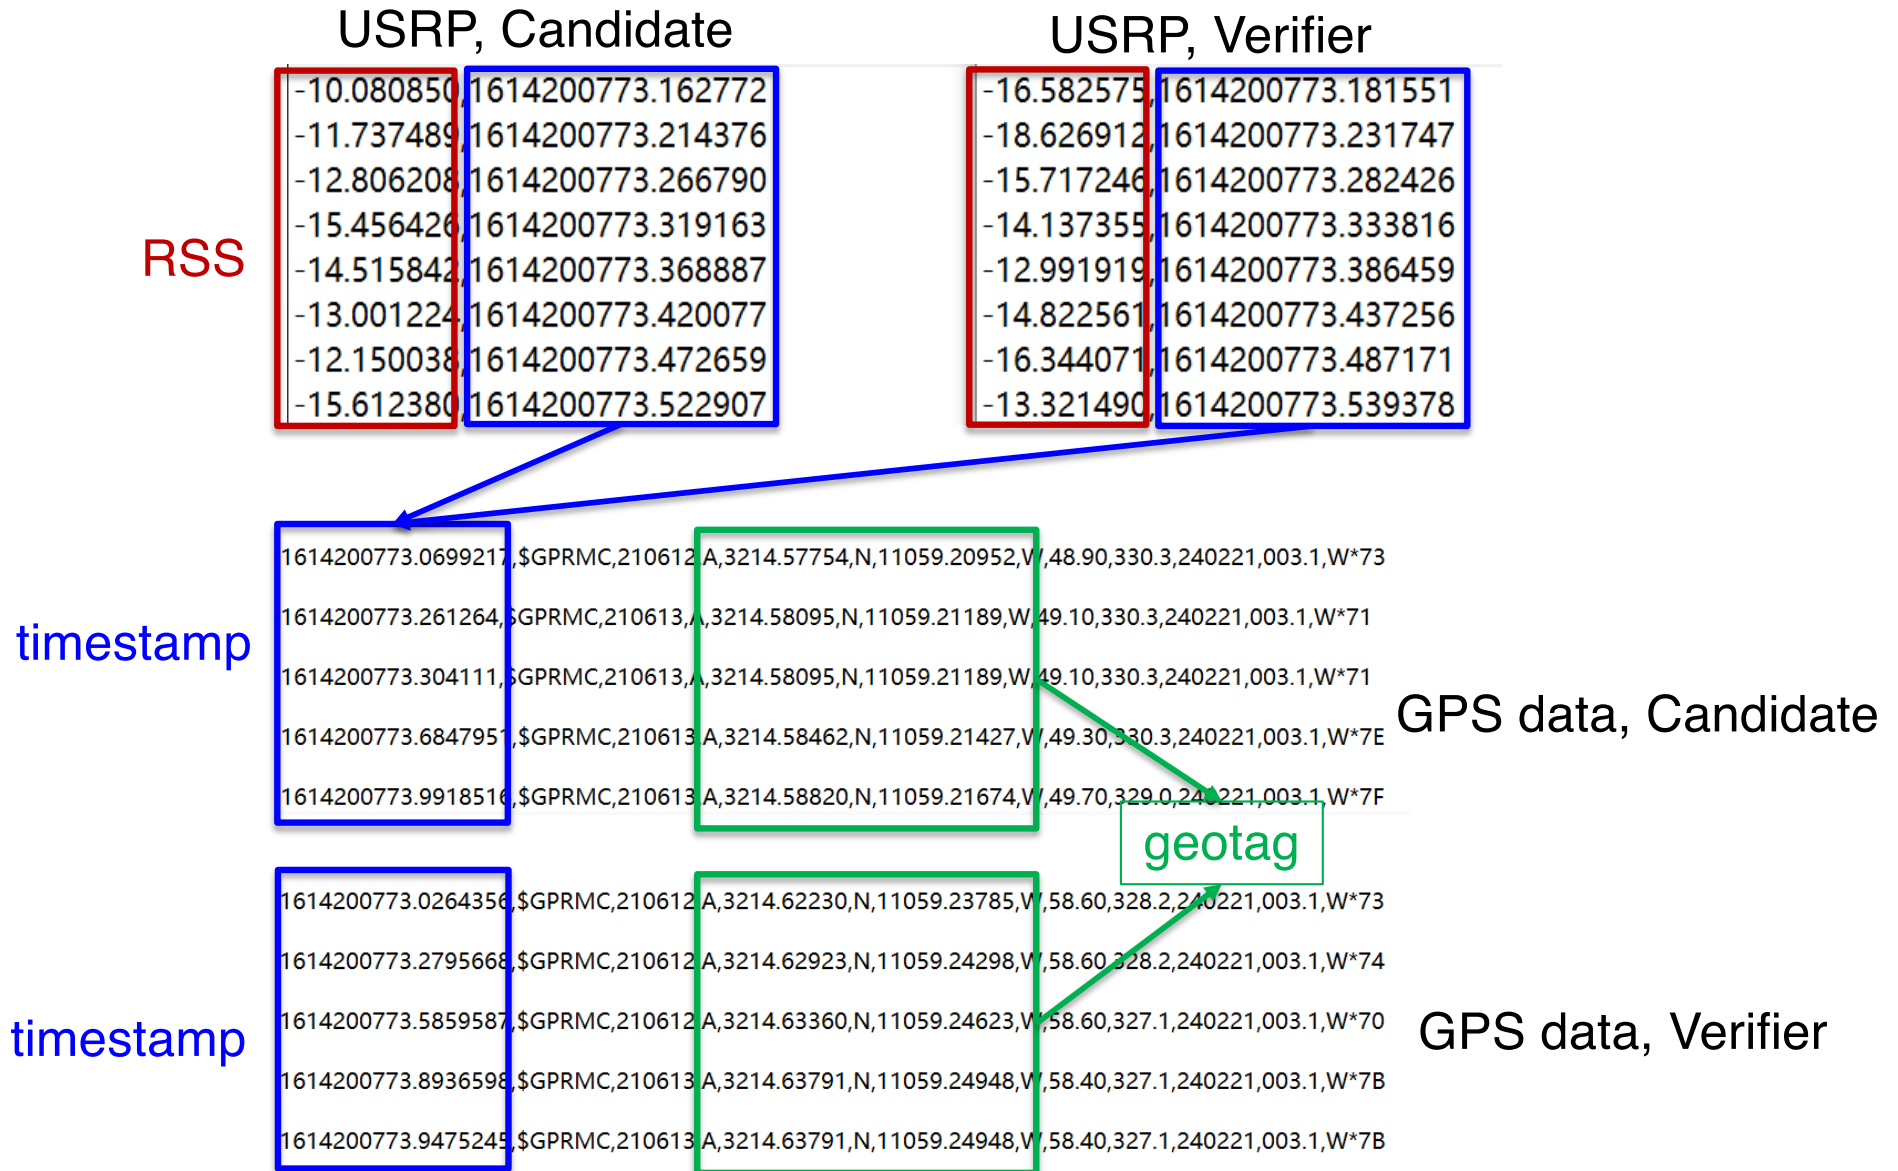 USRP, Candidate
-10.080850,1614200773.162772
-11.737489,1614200773.214376
-12.806208,1614200773.266790
-15.456426,1614200773.319163
-14.515842,1614200773.368887
-13.001224,1614200773.420077
-12.150038,1614200773.472659
-15.612380,1614200773.522907
USRP, Verifier
-16.582575,1614200773.181551
-18.626912,1614200773.231747
-15.717246,1614200773.282426
-14.137355,1614200773.333816
-12.991919,1614200773.386459
-14.822561,1614200773.437256
-16.344071,1614200773.487171
-13.321490,1614200773.539378
RSS
timestamp
1614200773.0699217,$GPRMC,210612,A,3214.57754,N,11059.20952,W,48.90,330.3,240221,003.1,W*73
1614200773.261264,$GPRMC,210613,A,3214.58095,N,11059.21189,W,49.10,330.3,240221,003.1,W*71
1614200773.304111,$GPRMC,210613,A,3214.58095,N,11059.21189,W,49.10,330.3,240221,003.1,W*71
1614200773.6847951,$GPRMC,210613,A,3214.58462,N,11059.21427,W,49.30,330.3,240221,003.1,W*7E
1614200773.9918516,$GPRMC,210613,A,3214.58820,N,11059.21674,W,49.70,329.0,240221,003.1,W*7F
GPS data, Candidate
geotag
timestamp
1614200773.0264356,$GPRMC,210612,A,3214.62230,N,11059.23785,W,58.60,328.2,240221,003.1,W*73
1614200773.2795668,$GPRMC,210612,A,3214.62923,N,11059.24298,W,58.60,328.2,240221,003.1,W*74
1614200773.5859587,$GPRMC,210612,A,3214.63360,N,11059.24623,W,58.60,327.1,240221,003.1,W*70
1614200773.8936598,$GPRMC,210613,A,3214.63791,N,11059.24948,W,58.40,327.1,240221,003.1,W*7B
1614200773.9475245,$GPRMC,210613,A,3214.63791,N,11059.24948,W,58.40,327.1,240221,003.1,W*7B
GPS data, Verifier